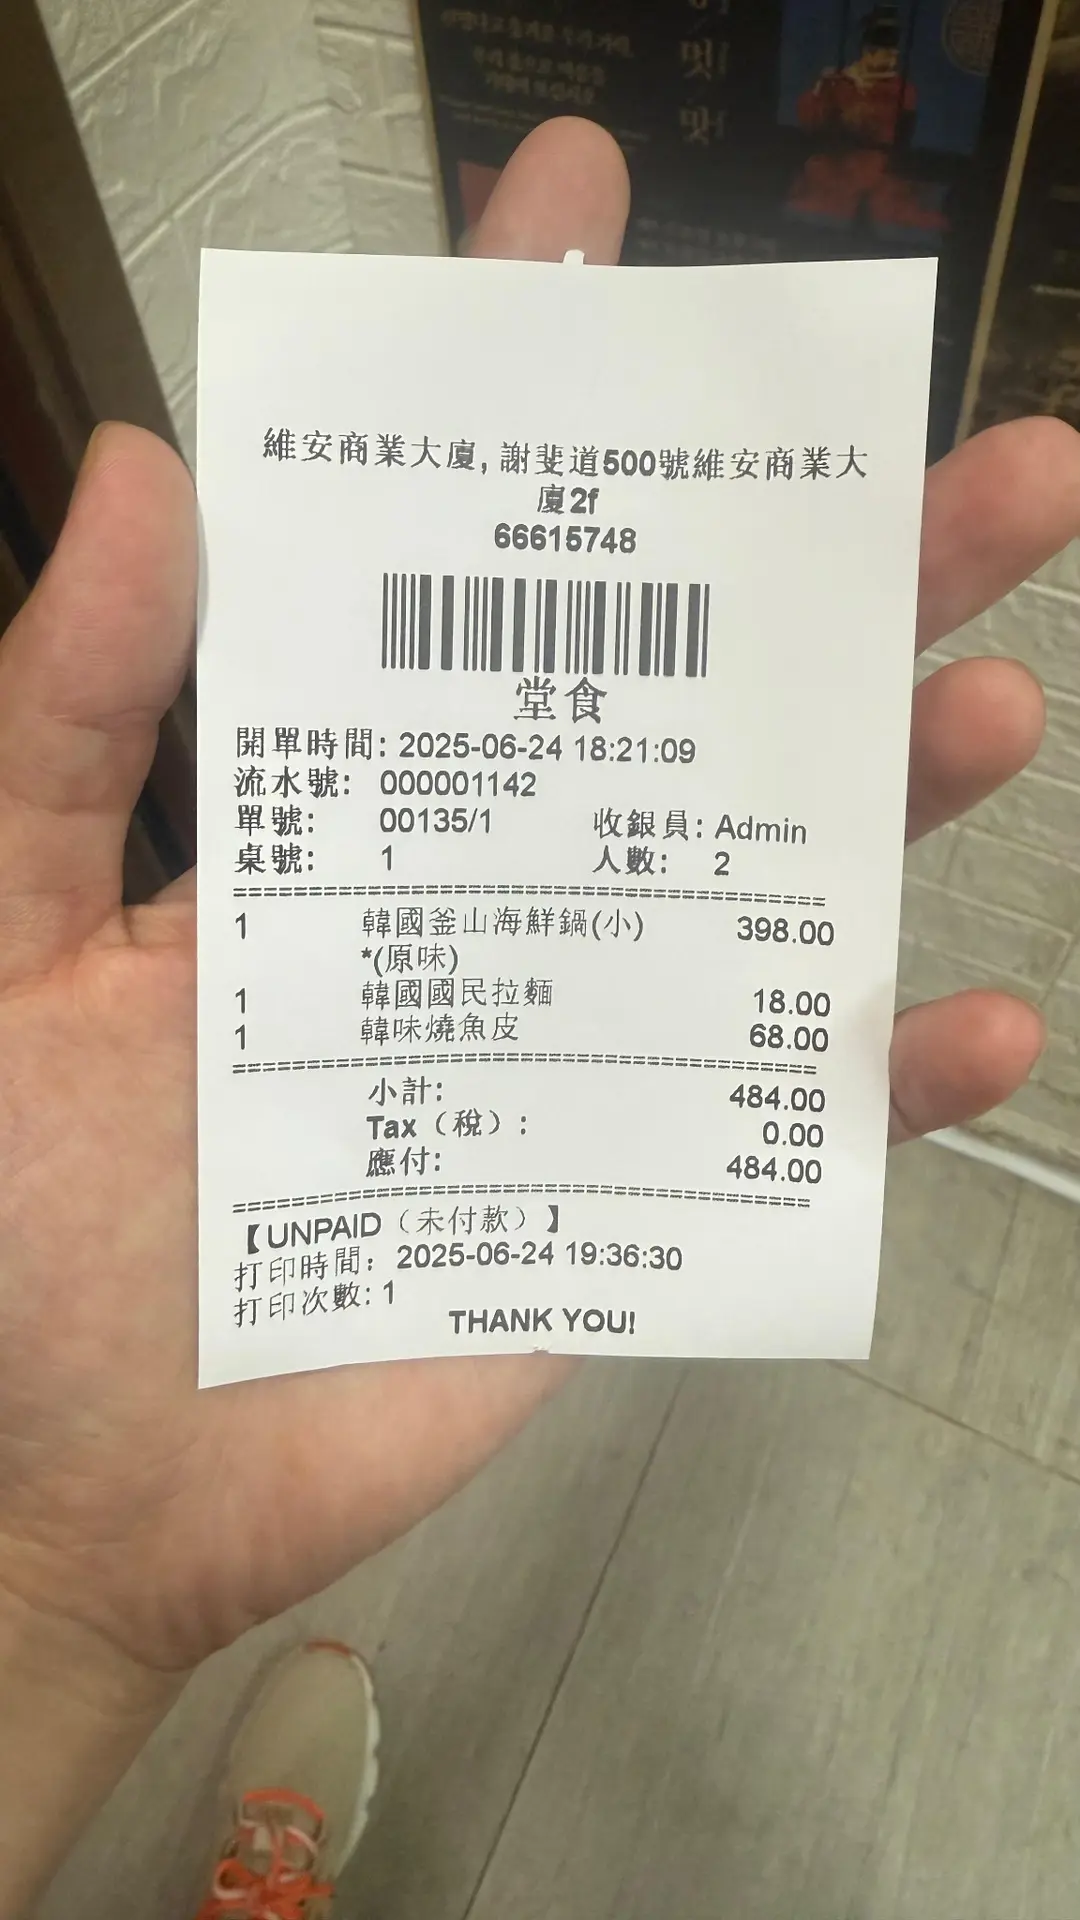 멋
맛
維安商業大廈, 謝斐道500號維安商業大
廈2f
66615748
堂食
開單時間: 2025-06-24 18:21:09
流水號: 000001142
單號: 00135/1 收銀員: Admin
桌號: 1 人數: 2
1 韓國釜山海鮮鍋(小) 398.00
*(原味)
1 韓國國民拉麵 18.00
1 韓味燒魚皮 68.00
小計: 484.00
Tax（稅）: 0.00
應付: 484.00
【UNPAID（未付款）】
打印時間: 2025-06-24 19:36:30
打印次數: 1
THANK YOU!